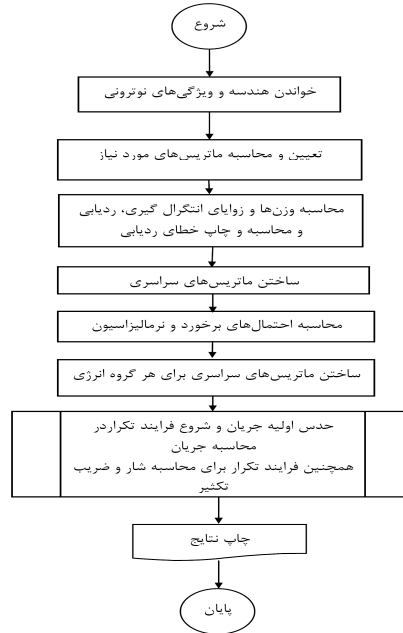 شروع
خواندن هندسه و ویژگی‌های نوترونی
تعیین و محاسبه ماتریس‌های مورد نیاز
محاسبه وزن‌ها و زوایای انتگرال گیری، ردیابی
و محاسبه و چاپ خطای ردیابی
ساختن ماتریس‌های سراسری
محاسبه احتمال‌های برخورد و نرمالیزاسیون
ساختن ماتریس‌های سراسری برای هر گروه انرژی
حدس اولیه جریان و شروع فرایند تکراردر
محاسبه جریان
همچنین فرایند تکرار برای محاسبه شار و ضریب
تکثیر
چاپ نتایج
پایان